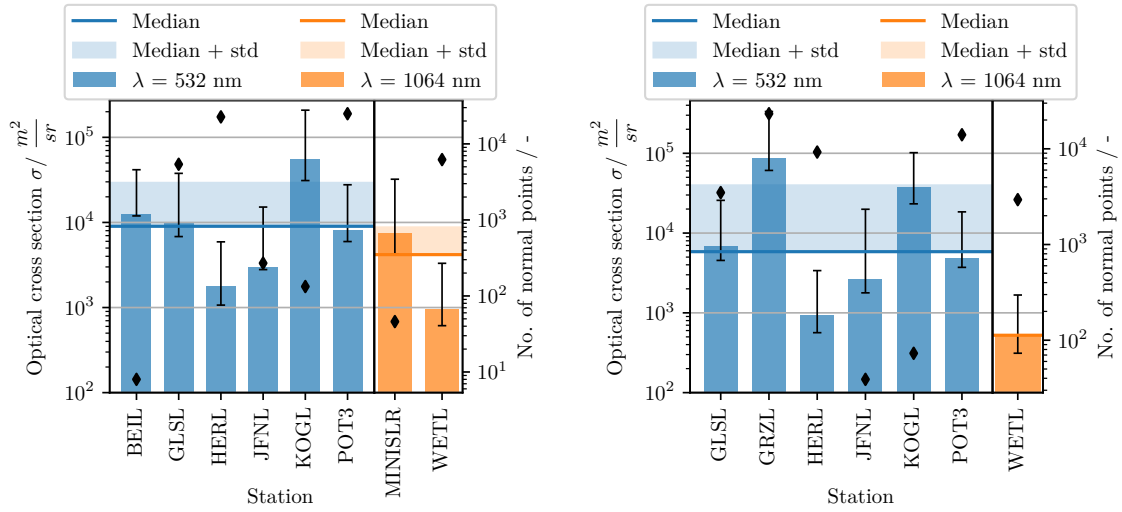 Median Median
Median + std Median + std
λ = 532 nm λ = 1064 nm
Optical cross section σ/ m²/sr
10⁵
10⁴
10³
10²
No. of normal points / -
10⁴
10³
10²
10¹
BEIL GLSL HERL JFNL KOGL POT3 MINISLR WETL
Station
Median Median
Median + std Median + std
λ = 532 nm λ = 1064 nm
Optical cross section σ/ m²/sr
10⁵
10⁴
10³
10²
No. of normal points / -
10⁴
10³
10²
GLSL GRZL HERL JFNL KOGL POT3 WETL
Station